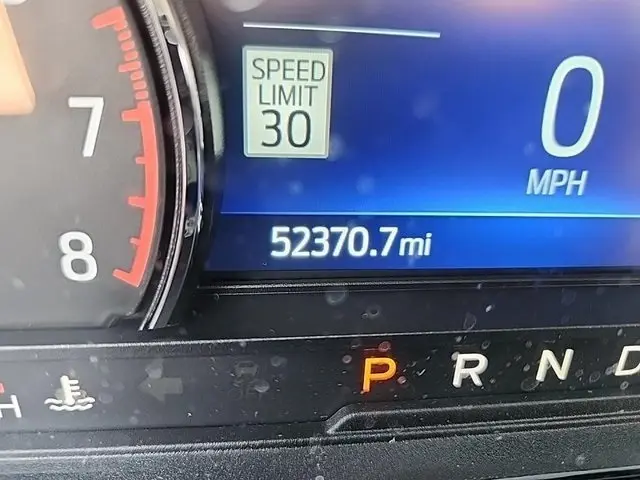 7
8
SPEED
LIMIT
30
0
MPH
52370.7mi
H
P R N D